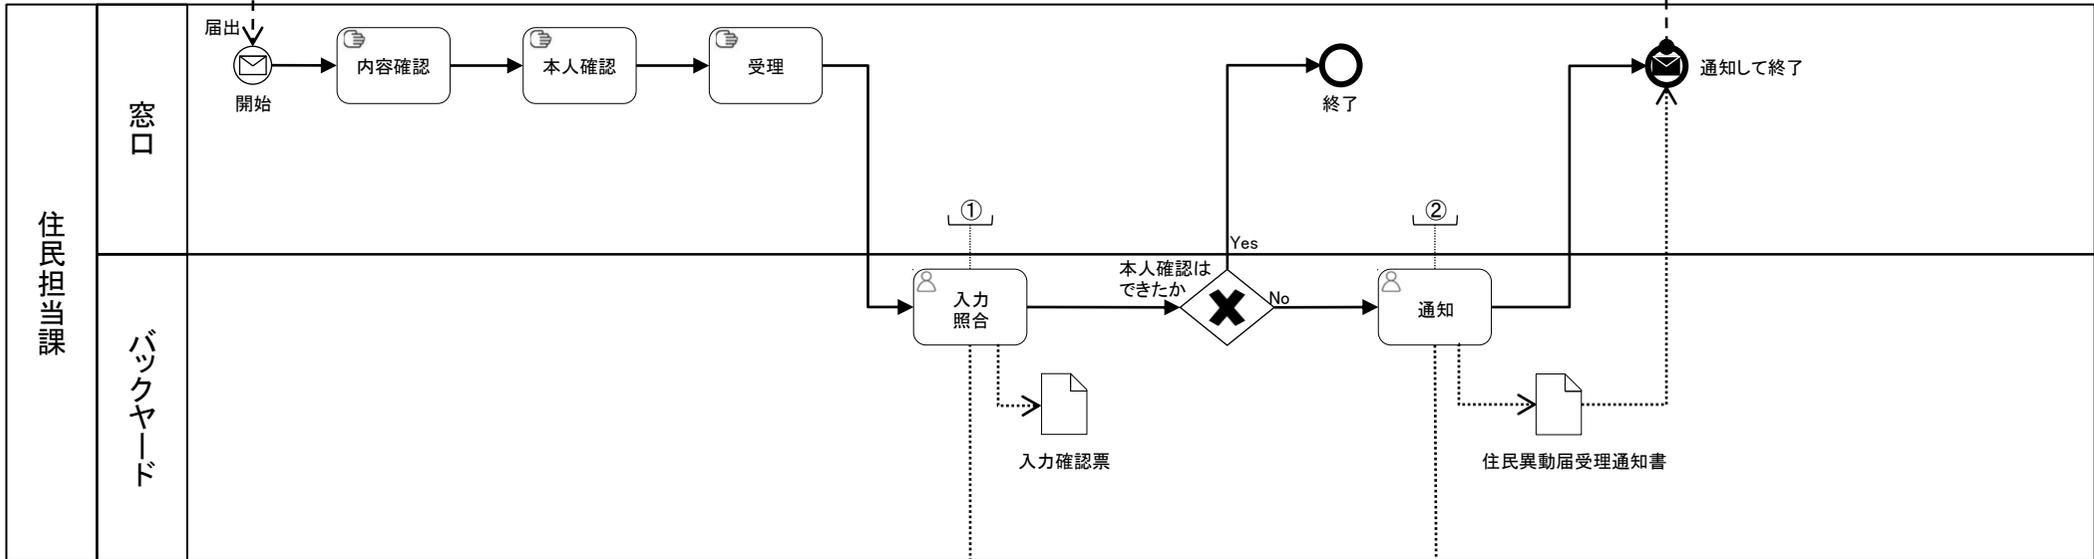 住民担当課
窓口
バックヤード
届出
開始
内容確認
本人確認
受理
終了
通知して終了
①
②
Yes
本人確認は
できたか
No
入力
照合
通知
入力確認票
住民異動届受理通知書